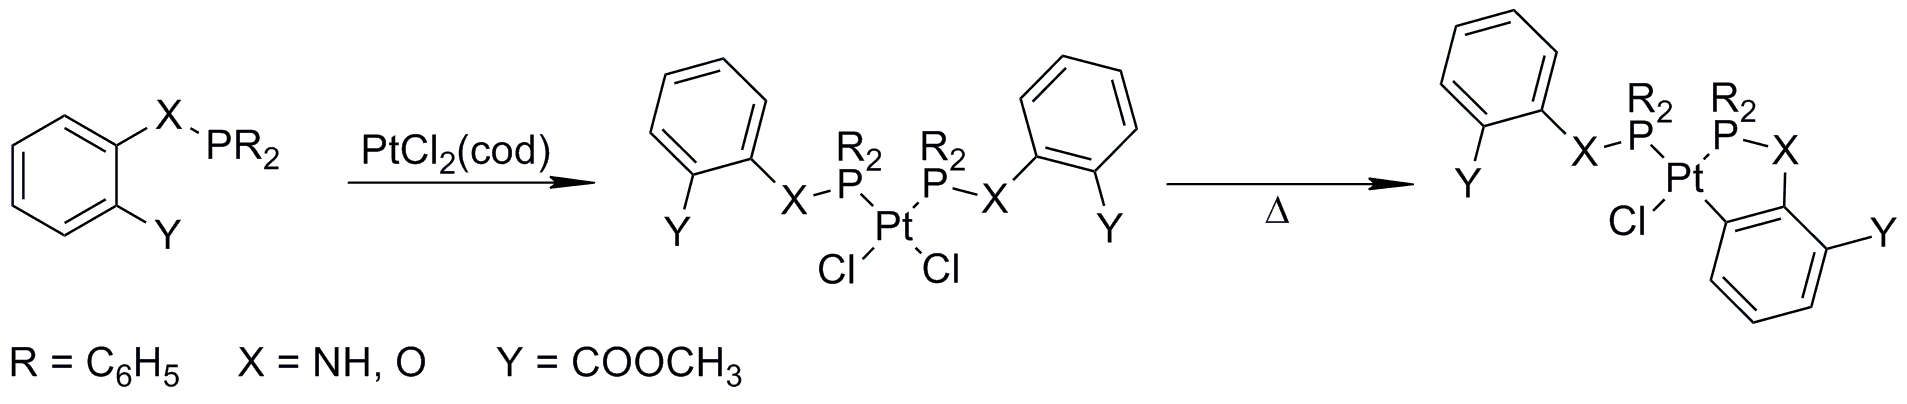 X
PR₂
Y
PtCl₂(cod)
R₂ R₂
P P
X X
Y Y
Pt
Cl Cl
Δ
R₂ R₂
P P
X X
Y
Pt
Cl
Y
R = C₆H₅ X = NH, O Y = COOCH₃